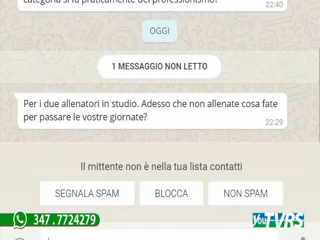 categoria si fa praticamente del professionismo?
22:40
OGGI
1 MESSAGGIO NON LETTO
Per i due allenatori in studio. Adesso che non allenate cosa fate
per passare le vostre giornate?
22:29
Il mittente non è nella tua lista contatti
SEGNALA SPAM
BLOCCA
NON SPAM
347.7724279
You
TVRS